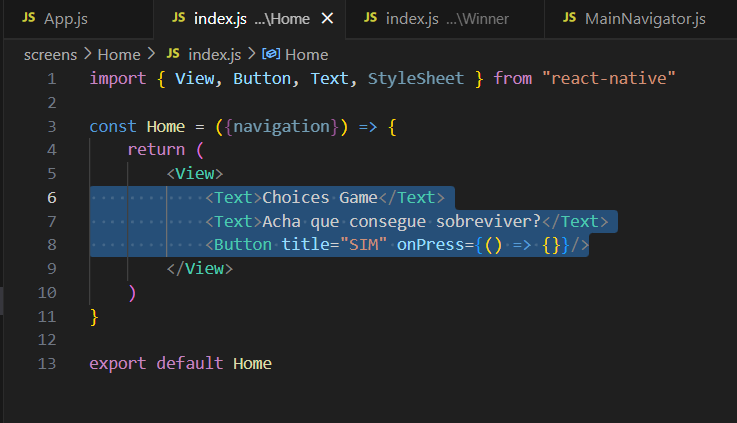 JS App.js JS index.js ...\Home × JS index.js ...\Winner JS MainNavigator.js
screens > Home > JS index.js > Home
1 import { View, Button, Text, StyleSheet } from "react-native"
2
3 const Home = ({navigation}) => {
4     return (
5         <View>
6             <Text>Choices Game</Text>
7             <Text>Acha que consegue sobreviver?</Text>
8             <Button title="SIM" onPress={() => {}}/>
9         </View>
10     )
11 }
12
13 export default Home